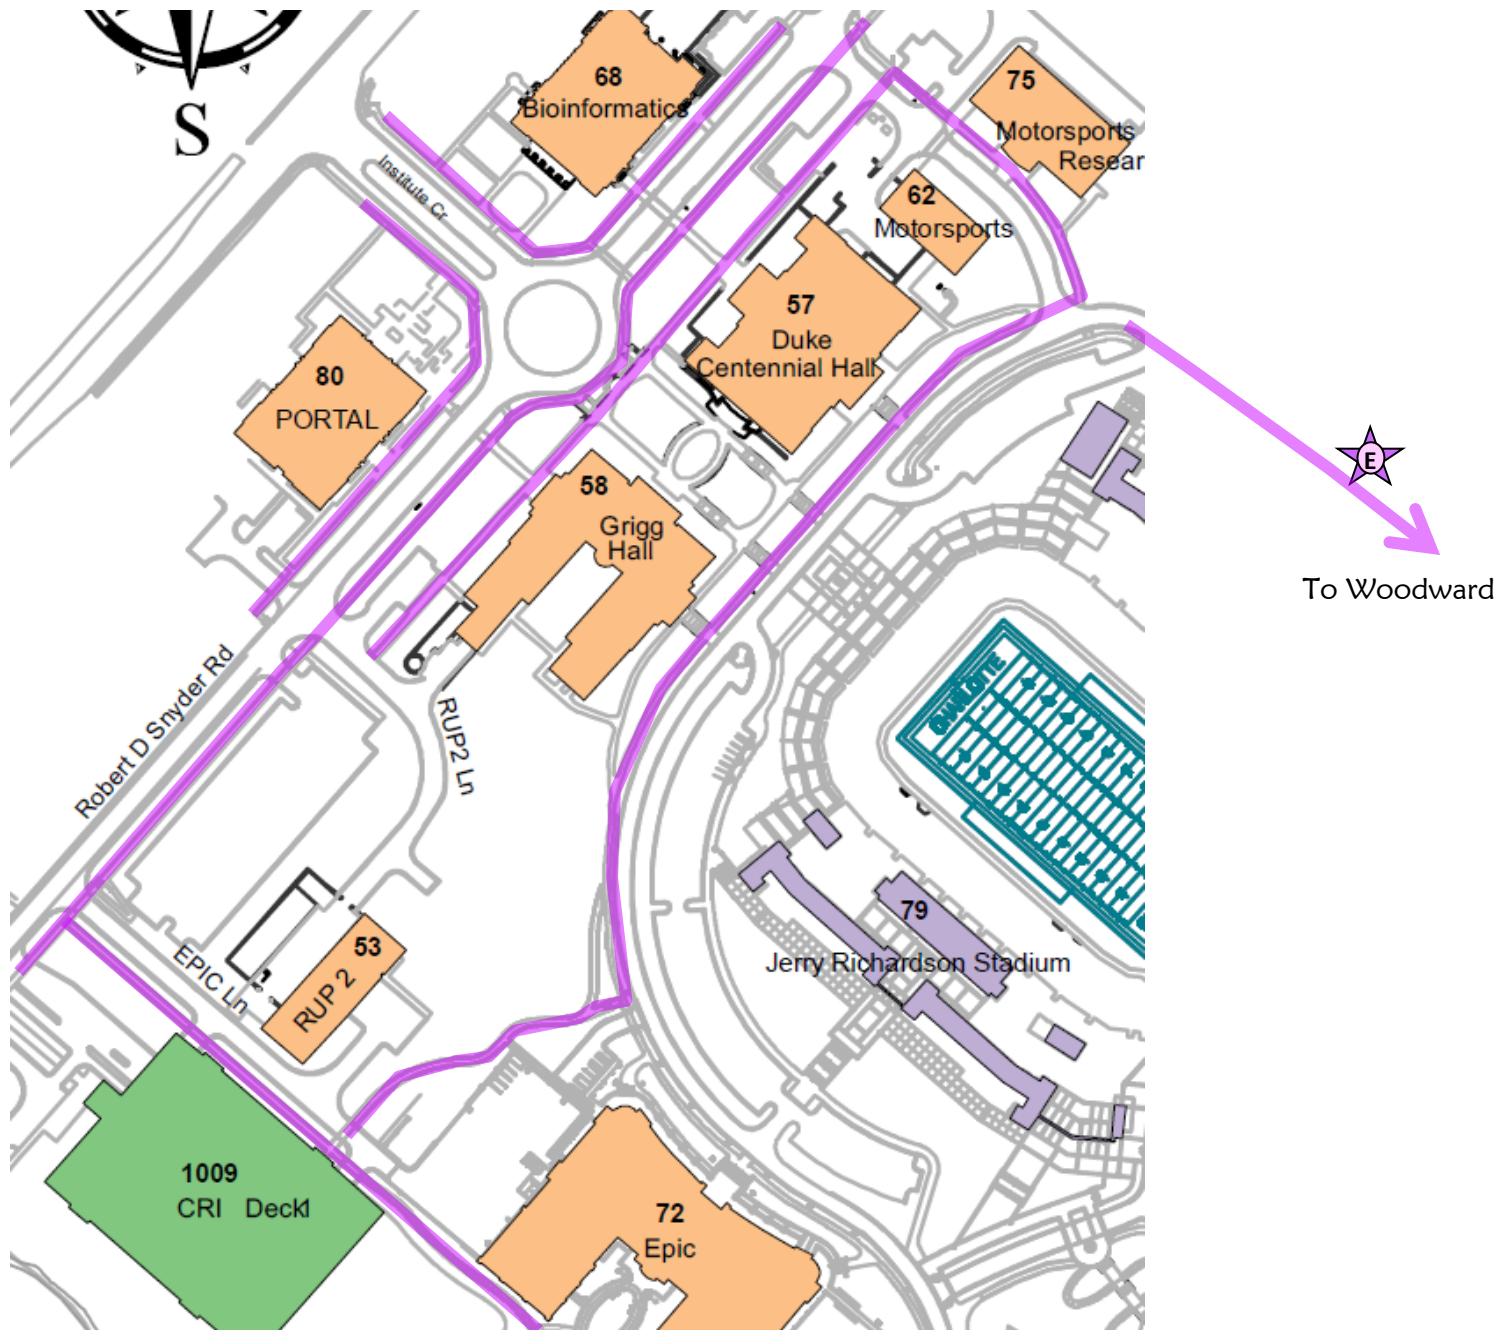 S
68
Bioinformatics
75
Motorsports
Resear
Institute Cr
62
Motorsports
57
Duke
Centennial Hall
80
PORTAL
58
Grigg
Hall
E
To Woodward
Robert D Snyder Rd
RUP2 Ln
CHARLOTTE
79
Jerry Richardson Stadium
53
RUP 2
EPIC Ln
1009
CRI Deck1
72
Epic